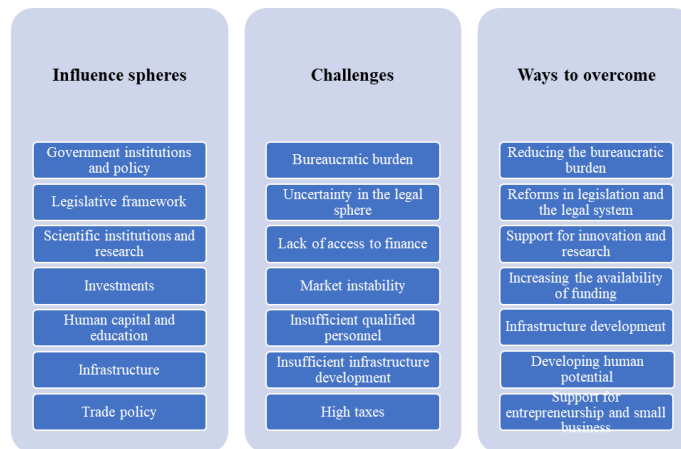 Influence spheres
Government institutions
and policy
Legislative framework
Scientific institutions and
research
Investments
Human capital and
education
Infrastructure
Trade policy
Challenges
Bureaucratic burden
Uncertainty in the legal
sphere
Lack of access to finance
Market instability
Insufficient qualified
personnel
Insufficient infrastructure
development
High taxes
Ways to overcome
Reducing the bureaucratic
burden
Reforms in legislation and
the legal system
Support for innovation and
research
Increasing the availability
of funding
Infrastructure development
Developing human
potential
Support for
entrepreneurship and small
business